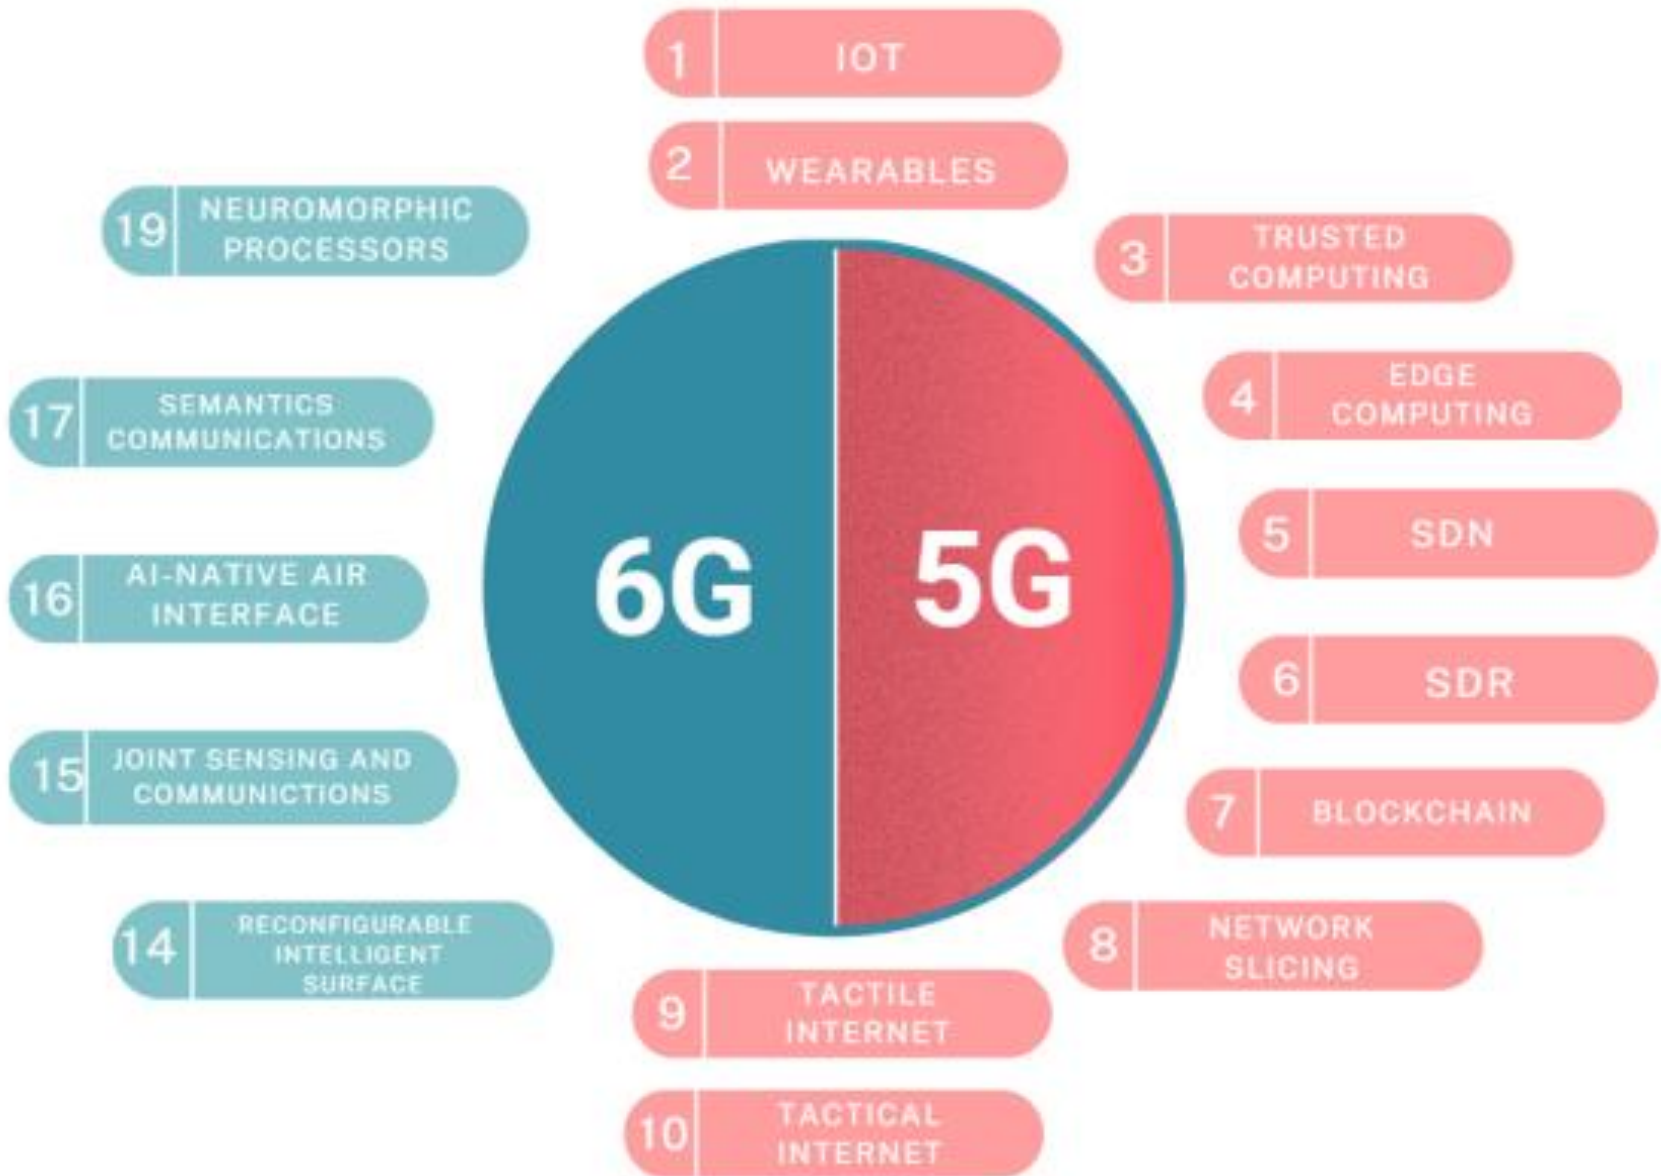 1
IOT
2
WEARABLES
19
NEUROMORPHIC
PROCESSORS
3
TRUSTED
COMPUTING
17
SEMANTICS
COMMUNICATIONS
4
EDGE
COMPUTING
16
AI-NATIVE AIR
INTERFACE
6G
5G
5
SDN
6
SDR
15
JOINT SENSING AND
COMMUNICTIONS
7
BLOCKCHAIN
14
RECONFIGURABLE
INTELLIGENT
SURFACE
8
NETWORK
SLICING
9
TACTILE
INTERNET
10
TACTICAL
INTERNET